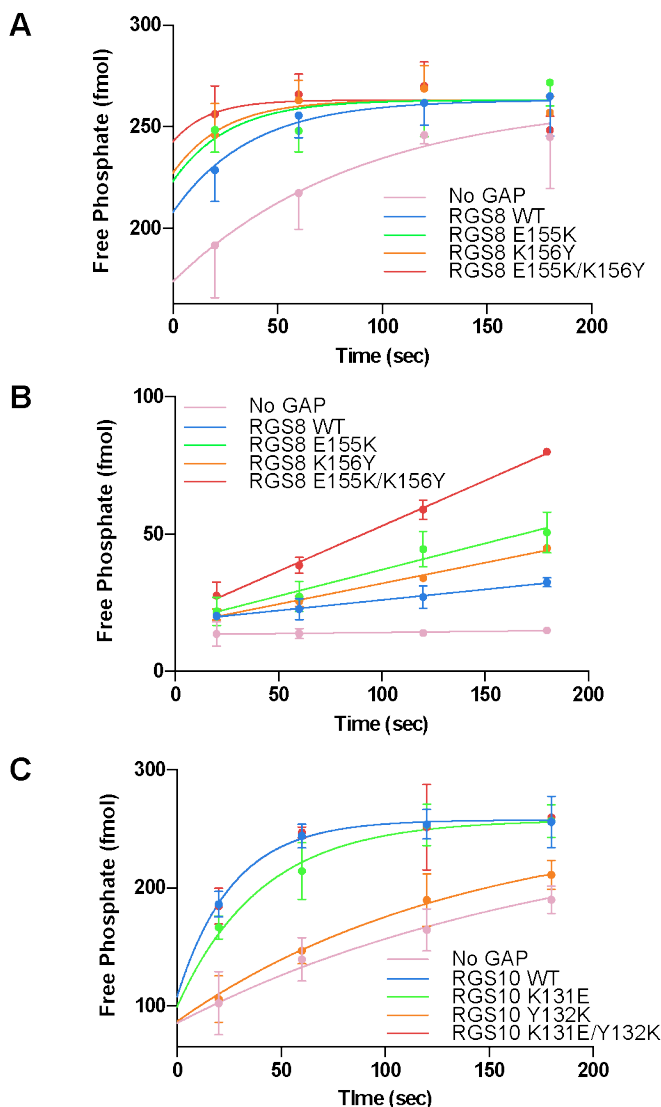 A
Free Phosphate (fmol)
300
250
200
No GAP
RGS8 WT
RGS8 E155K
RGS8 K156Y
RGS8 E155K/K156Y
0
50
100
150
200
Time (sec)
B
Free Phosphate (fmol)
100
50
0
No GAP
RGS8 WT
RGS8 E155K
RGS8 K156Y
RGS8 E155K/K156Y
0
50
100
150
200
Time (sec)
C
Free Phosphate (fmol)
300
200
100
No GAP
RGS10 WT
RGS10 K131E
RGS10 Y132K
RGS10 K131E/Y132K
0
50
100
150
200
TIme (sec)